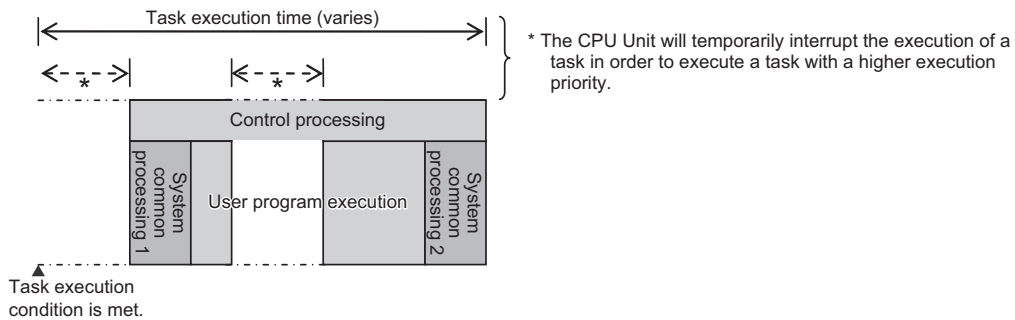 Task execution time (varies)
* The CPU Unit will temporarily interrupt the execution of a
task in order to execute a task with a higher execution
priority.
*
*
Control processing
System
common
processing 1
User program execution
System
common
processing 2
Task execution
condition is met.